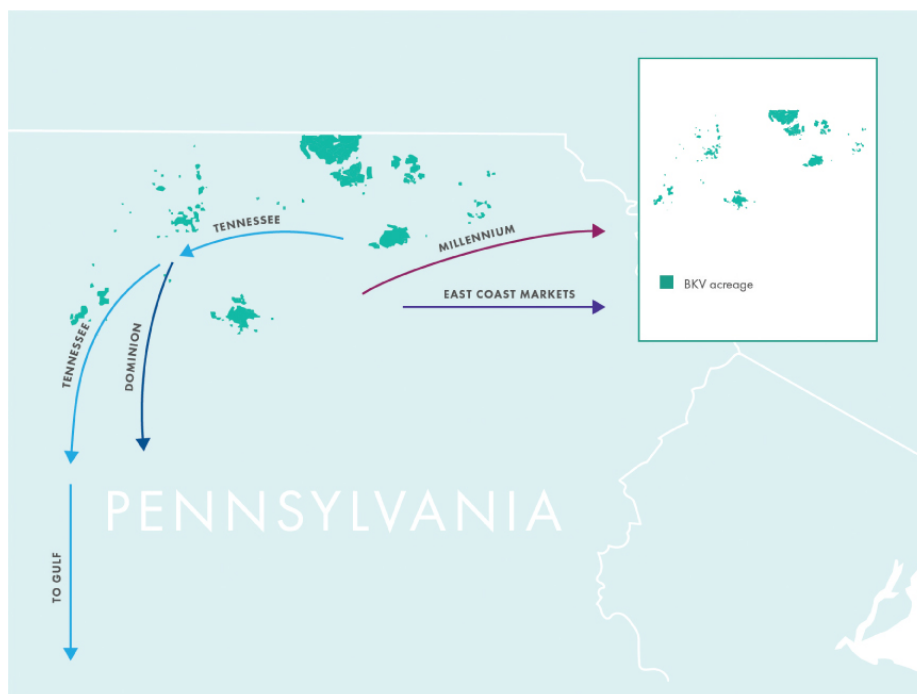 TENNESSEE
MILLENNIUM
EAST COAST MARKETS
BKV acreage
TENNESSEE
DOMINION
PENNSYLVANIA
TO GULF